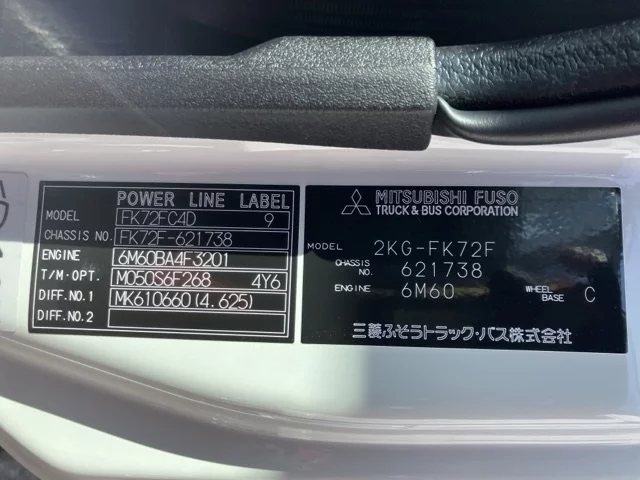 POWER LINE LABEL
MODEL FK72FC4D 9
CHASSIS NO. FK72F-621738
ENGINE 6M60BA4F3201
T/M-OPT. M050S6F268 4Y6
DIFF.NO.1 MK610660(4.625)
DIFF.NO.2
MITSUBISHI FUSO
TRUCK & BUS CORPORATION
MODEL 2KG-FK72F
CHASSIS NO. 621738
ENGINE 6M60 WHEEL BASE C
三菱ふそうトラック・バス株式会社